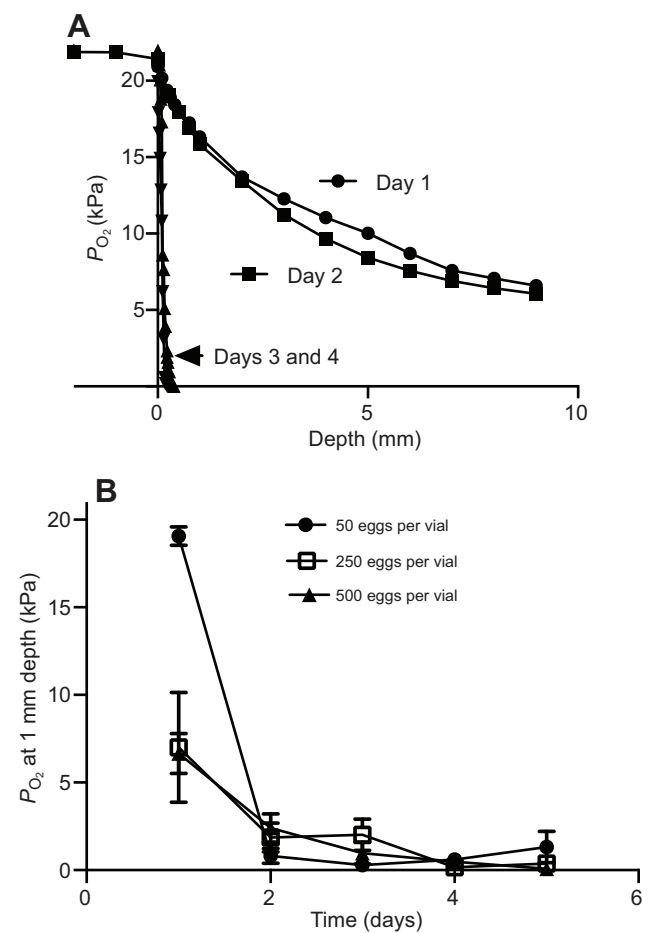 A
20
15
10
5
P O2 (kPa)
Day 1
Day 2
Days 3 and 4
0
5
10
Depth (mm)
B
20
15
10
5
0
P O2 at 1 mm depth (kPa)
50 eggs per vial
250 eggs per vial
500 eggs per vial
0
2
4
6
Time (days)